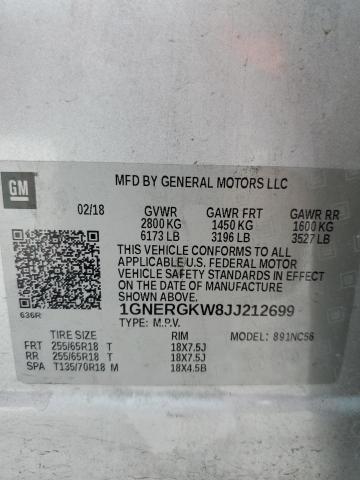 GM
MFD BY GENERAL MOTORS LLC
02/18 GVWR GAWR FRT GAWR RR
2800 KG 1450 KG 1600 KG
6173 LB 3196 LB 3527 LB
THIS VEHICLE CONFORMS TO ALL
APPLICABLE U.S. FEDERAL MOTOR
VEHICLE SAFETY STANDARDS IN EFFECT
ON THE DATE OF MANUFACTURE
SHOWN ABOVE.
1GNERGKW8JJ212699
636R TYPE: M.P.V.
TIRE SIZE RIM MODEL: 891NC56
FRT 255/65R18 T 18X7.5J
RR 255/65R18 T 18X7.5J
SPA T135/70R18 M 18X4.5B